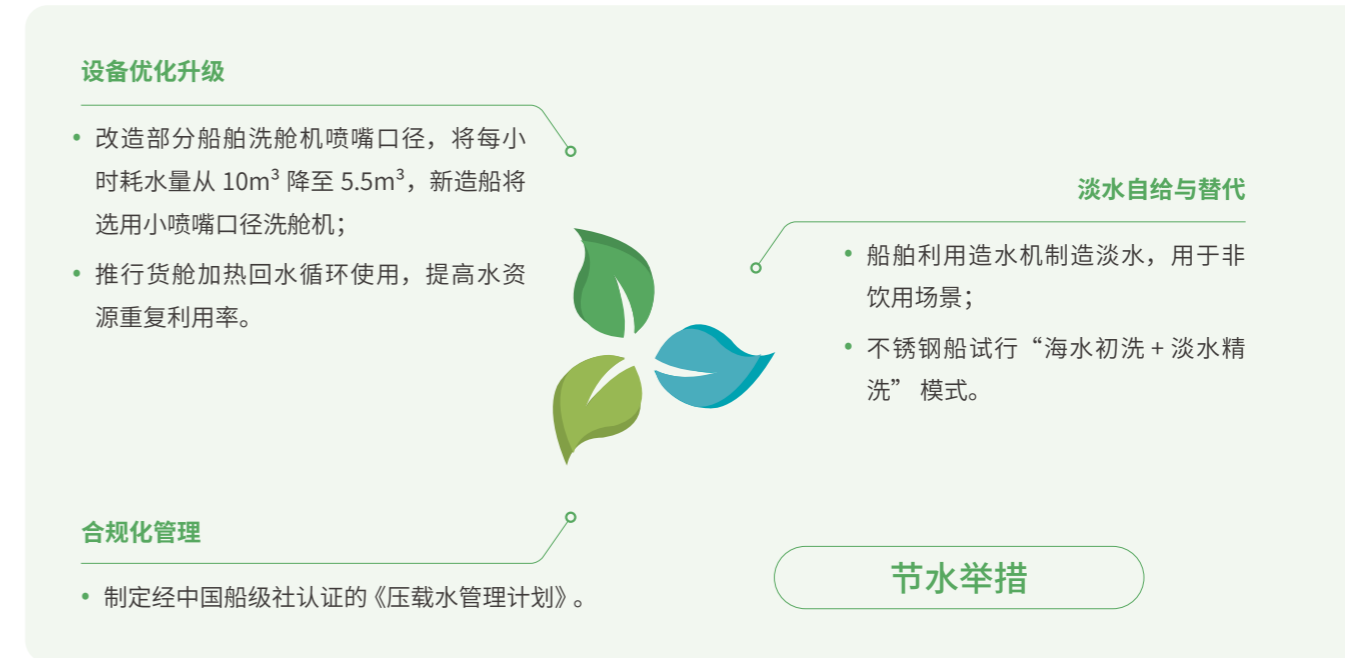 设备优化升级
• 改造部分船舶洗舱机喷嘴口径，将每小
时耗水量从 10m³ 降至 5.5m³，新造船将
选用小喷嘴口径洗舱机；
• 推行货舱加热回水循环使用，提高水资
源重复利用率。
淡水自给与替代
• 船舶利用造水机制造淡水，用于非
饮用场景；
• 不锈钢船试行“海水初洗 + 淡水精
洗” 模式。
合规化管理
• 制定经中国船级社认证的《压载水管理计划》。
节水举措